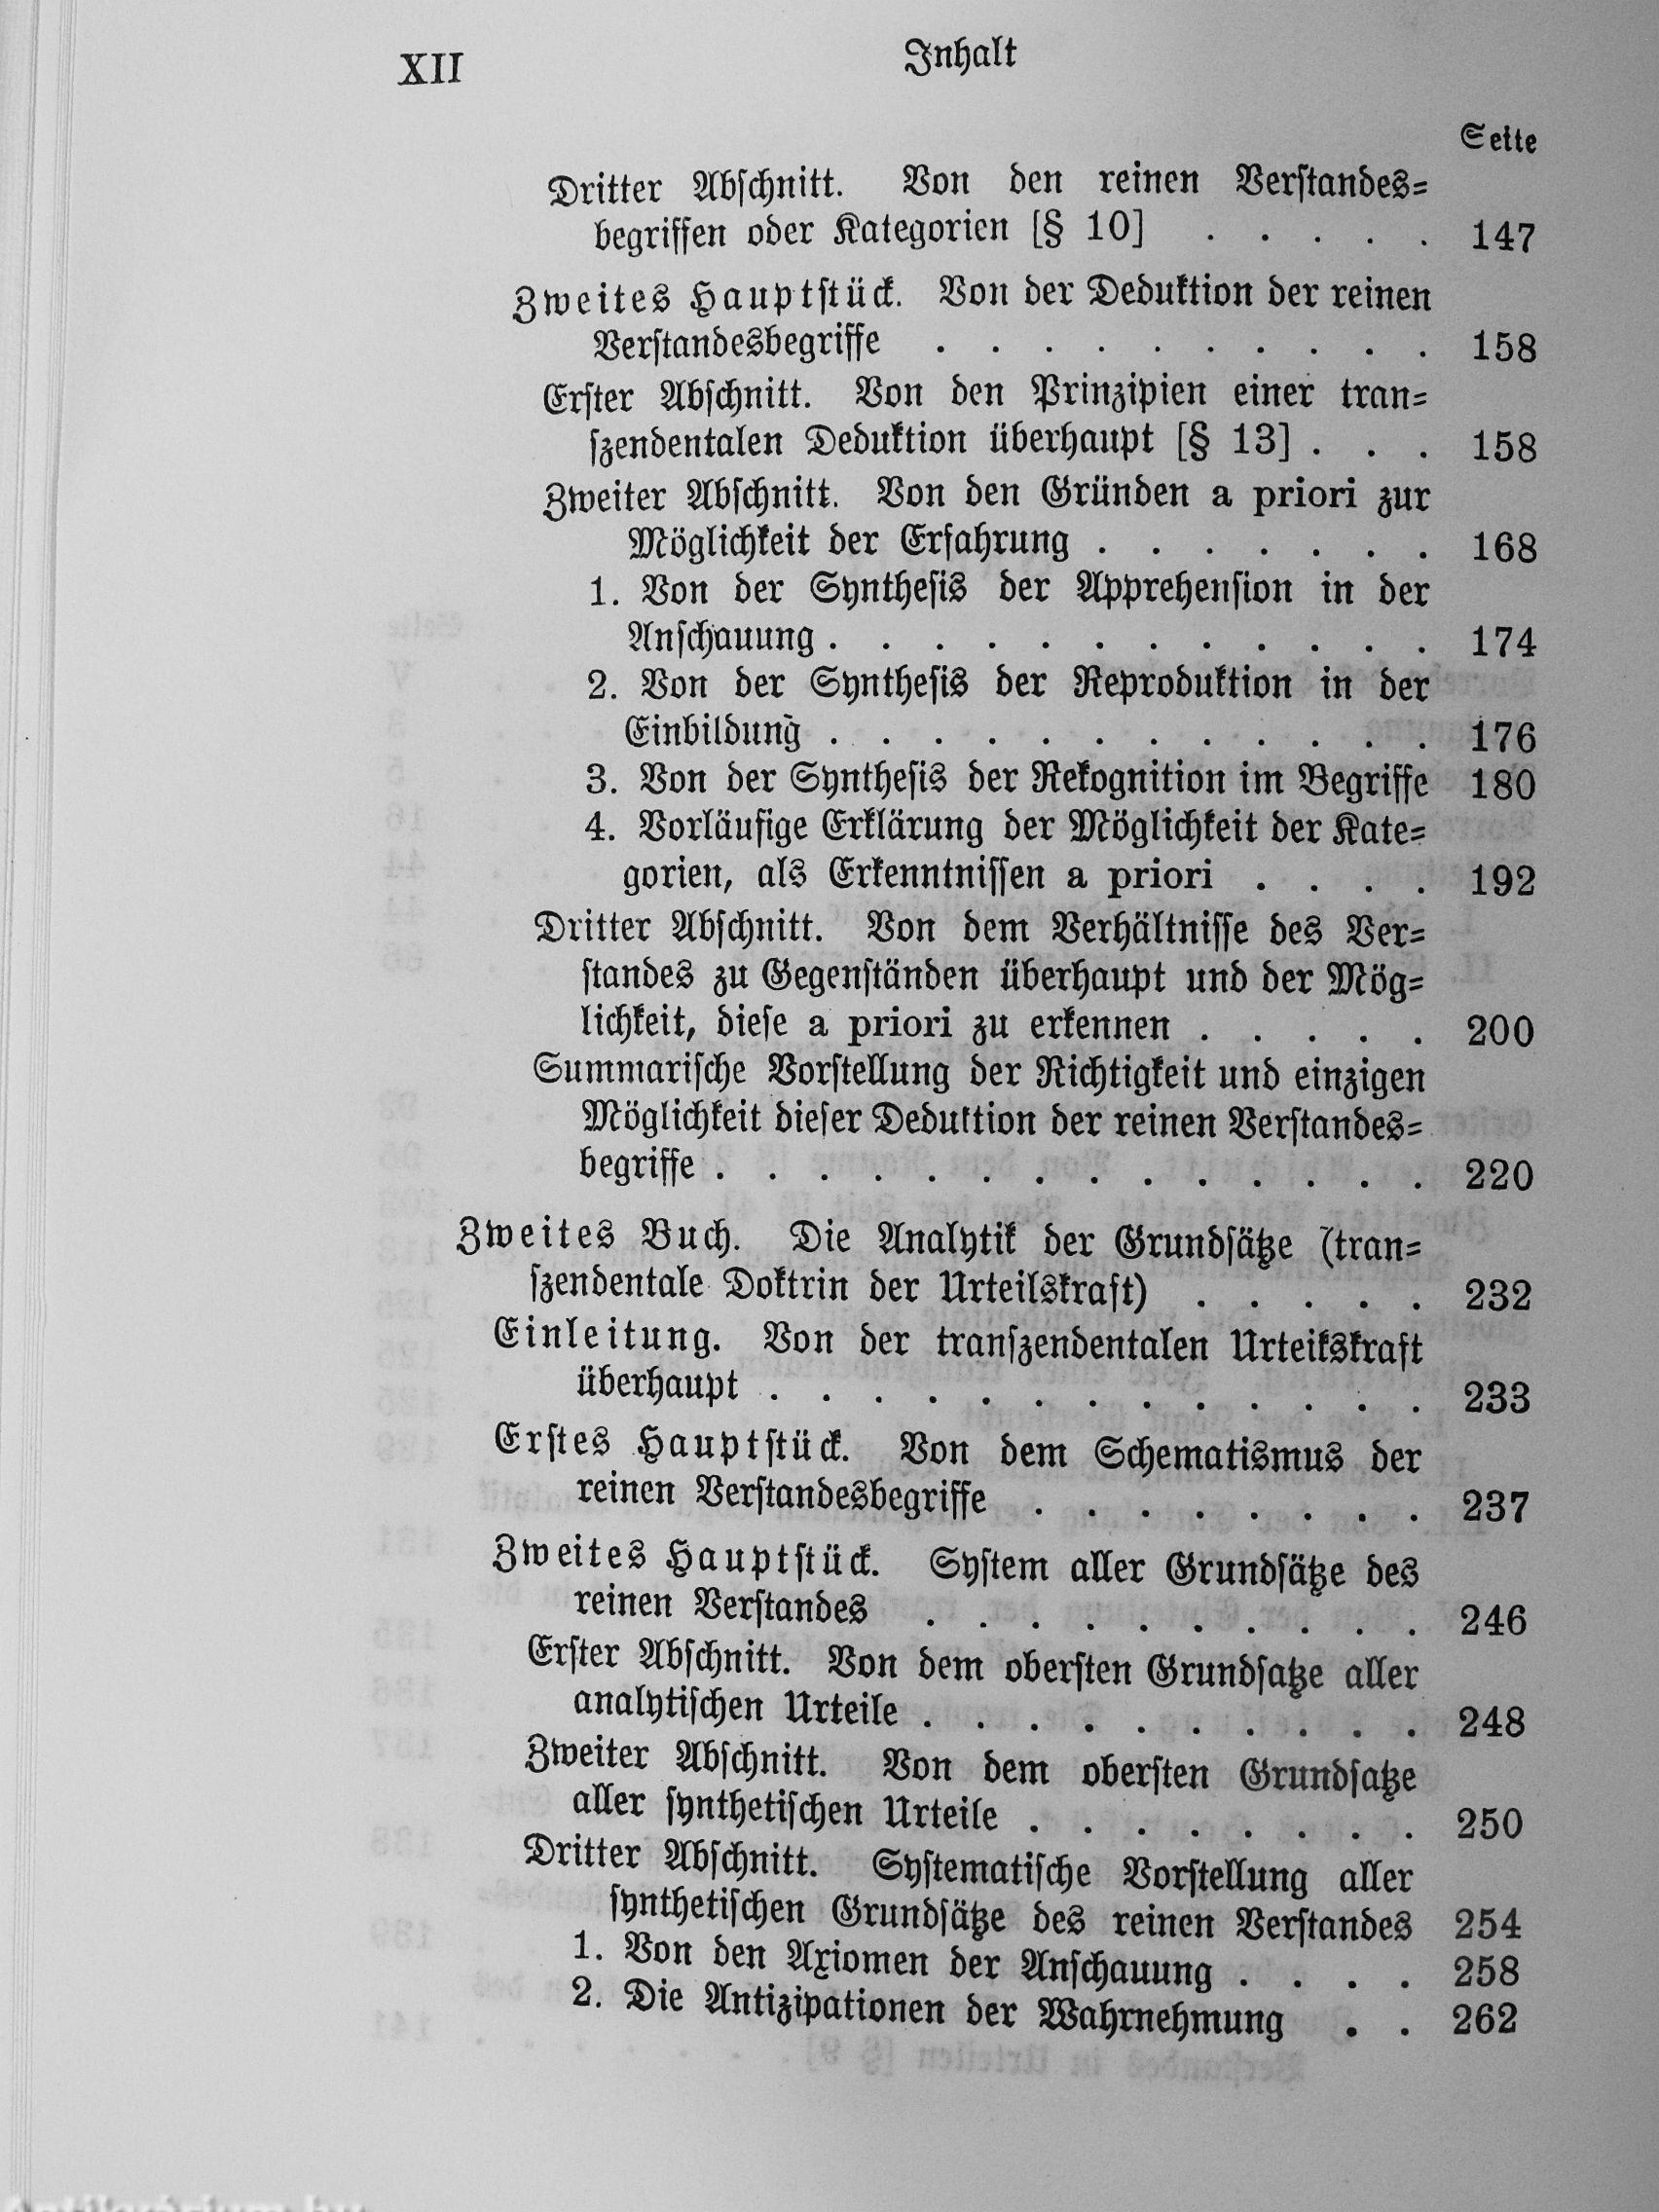 XII Inhalt
Seite
Dritter Abschnitt. Von den reinen Verstandes-
begriffen oder Kategorien [§ 10] . . . . . 147
Zweites Hauptstück. Von der Deduktion der reinen
Verstandesbegriffe . . . . . . . . . . 158
Erster Abschnitt. Von den Prinzipien einer tran-
szendentalen Deduktion überhaupt [§ 13] . . . 158
Zweiter Abschnitt. Von den Gründen a priori zur
Möglichkeit der Erfahrung . . . . . . . 168
1. Von der Synthesis der Apprehension in der
Anschauung . . . . . . . . . . . . 174
2. Von der Synthesis der Reproduktion in der
Einbildung . . . . . . . . . . . . 176
3. Von der Synthesis der Rekognition im Begriffe 180
4. Vorläufige Erklärung der Möglichkeit der Kate-
gorien, als Erkenntnissen a priori . . . . 192
Dritter Abschnitt. Von dem Verhältnisse des Ver-
standes zu Gegenständen überhaupt und der Mög-
lichkeit, diese a priori zu erkennen . . . . . 200
Summarische Vorstellung der Richtigkeit und einzigen
Möglichkeit dieser Deduktion der reinen Verstandes-
begriffe . . . . . . . . . . . . . . 220
Zweites Buch. Die Analytik der Grundsätze (tran-
szendentale Doktrin der Urteilskraft) . . . . . 232
Einleitung. Von der transzendentalen Urteikskraft
überhaupt . . . . . . . . . . . . . 233
Erstes Hauptstück. Von dem Schematismus der
reinen Verstandesbegriffe . . . . . . . . 237
Zweites Hauptstück. System aller Grundsätze des
reinen Verstandes . . . . . . . . . . 246
Erster Abschnitt. Von dem obersten Grundsatze aller
analytischen Urteile . . . . . . . . . . 248
Zweiter Abschnitt. Von dem obersten Grundsatze
aller synthetischen Urteile . . . . . . . . 250
Dritter Abschnitt. Systematische Vorstellung aller
synthetischen Grundsätze des reinen Verstandes 254
1. Von den Axiomen der Anschauung . . . . 258
2. Die Antizipationen der Wahrnehmung . . 262